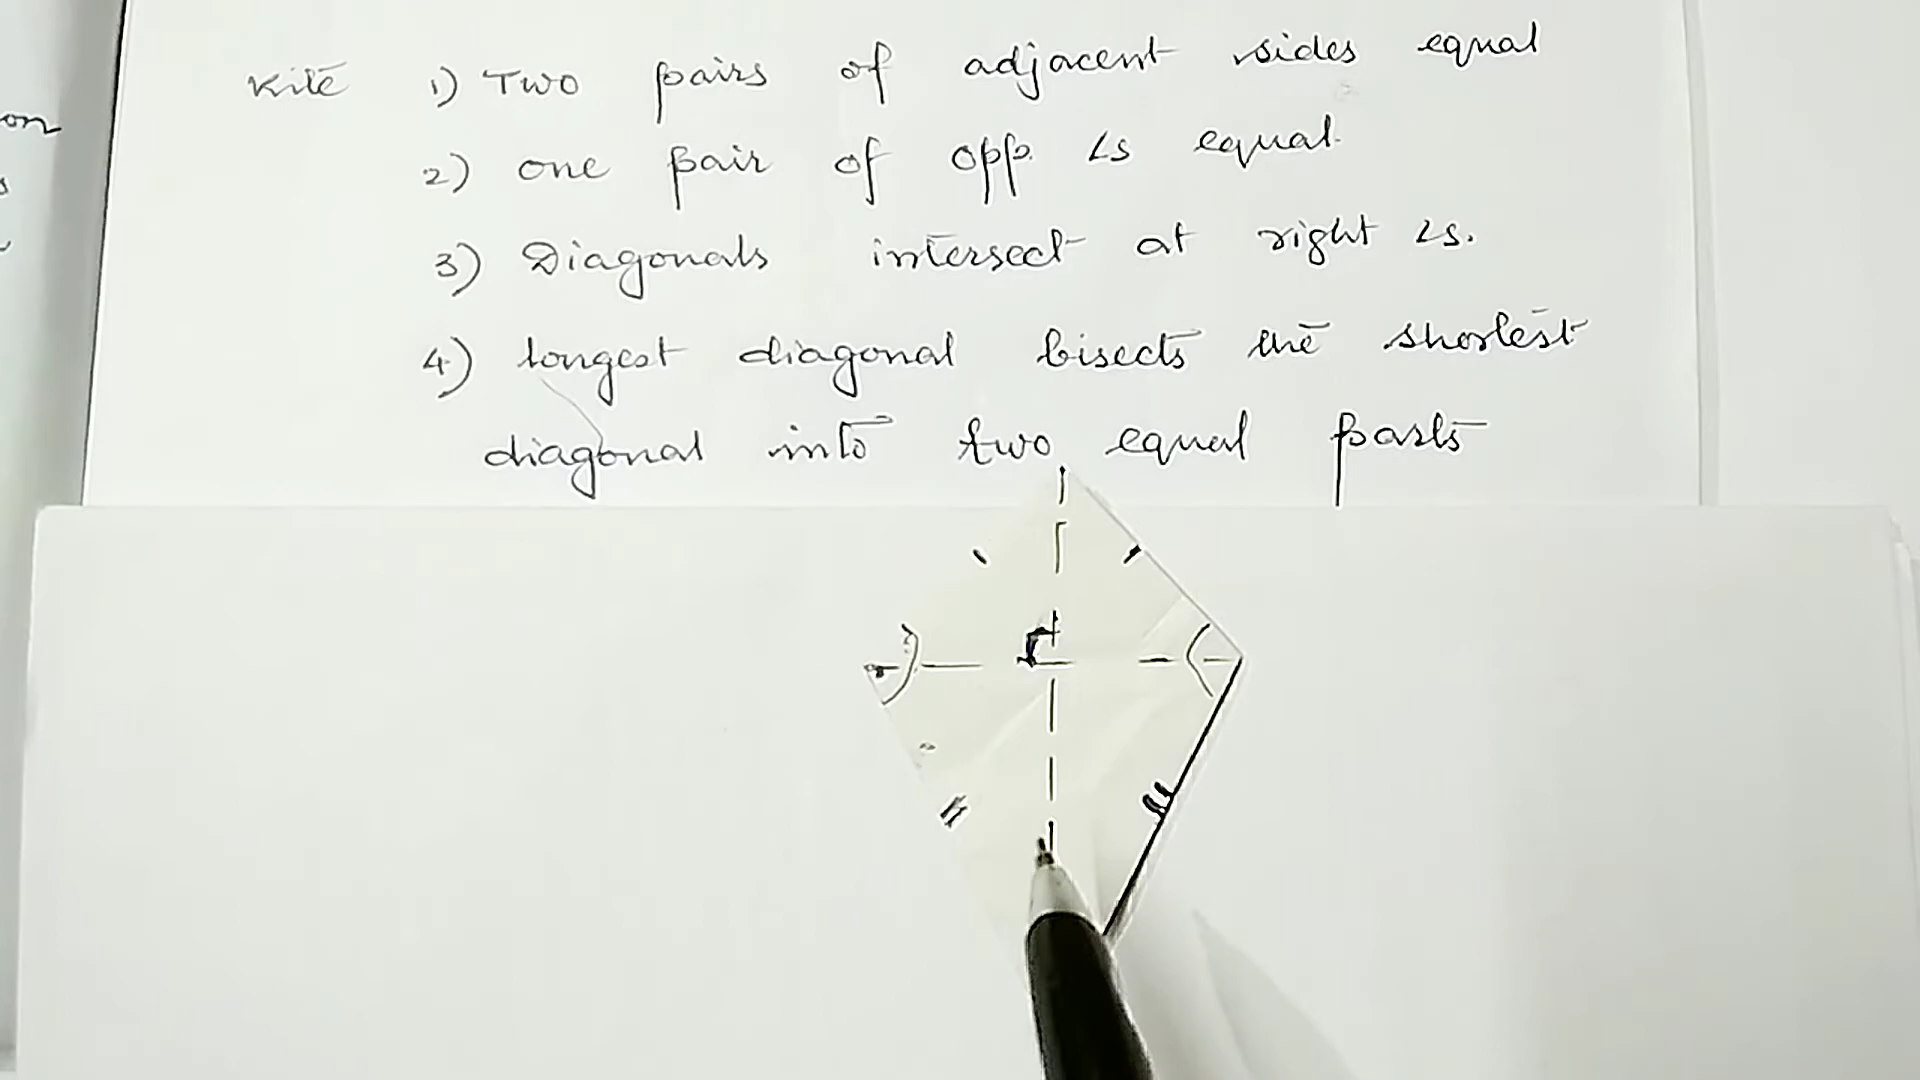 on
Kite 1) Two pairs of adjacent sides equal
2) one pair of opp. ∠s equal.
3) Diagonals intersect at right ∠s.
4) longest diagonal bisects the shortest
diagonal into two equal parts